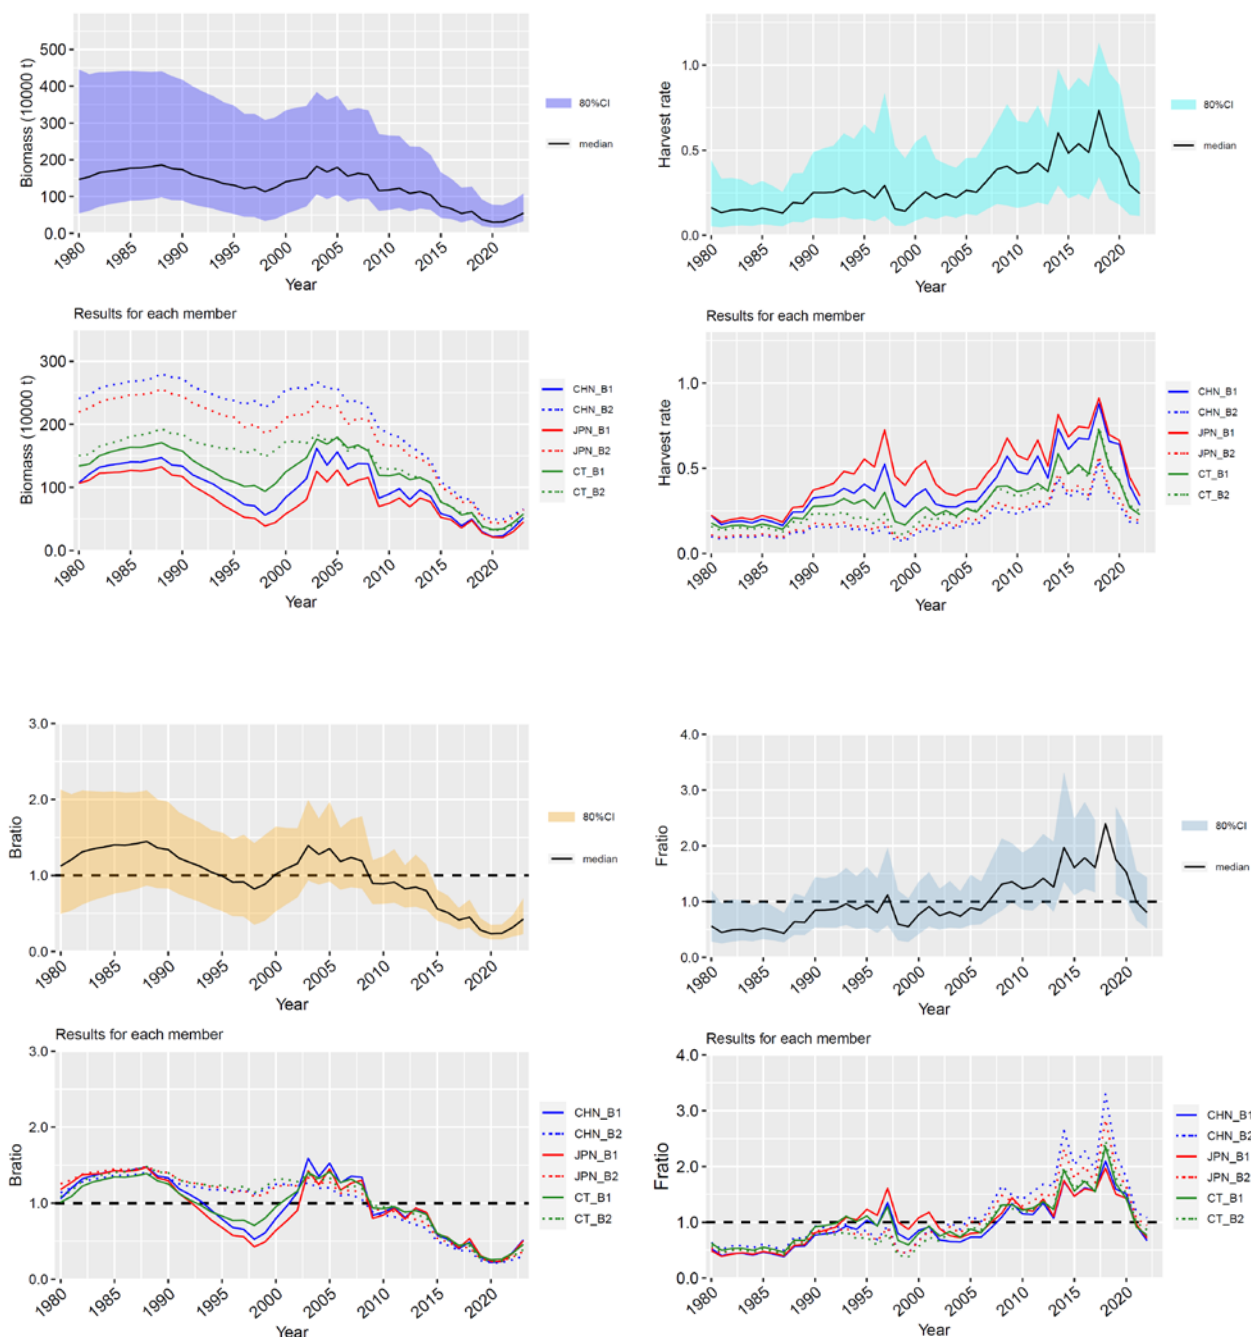 500
400
300
200
100
0.0
Biomass (10000 t)
1980
1985
1990
1995
2000
2005
2010
2015
2020
Year
80%CI
median
1.0
0.5
0.0
Harvest rate
1980
1985
1990
1995
2000
2005
2010
2015
2020
Year
80%CI
median
Results for each member
300
200
100
0.0
Biomass (10000 t)
1980
1985
1990
1995
2000
2005
2010
2015
2020
Year
CHN_B1
CHN_B2
JPN_B1
JPN_B2
CT_B1
CT_B2
Results for each member
1.0
0.5
0.0
Harvest rate
1980
1985
1990
1995
2000
2005
2010
2015
2020
Year
CHN_B1
CHN_B2
JPN_B1
JPN_B2
CT_B1
CT_B2
3.0
2.0
1.0
0.0
Bratio
1980
1985
1990
1995
2000
2005
2010
2015
2020
Year
80%CI
median
4.0
3.0
2.0
1.0
0.0
Fratio
1980
1985
1990
1995
2000
2005
2010
2015
2020
Year
80%CI
median
Results for each member
3.0
2.0
1.0
0.0
Bratio
1980
1985
1990
1995
2000
2005
2010
2015
2020
Year
CHN_B1
CHN_B2
JPN_B1
JPN_B2
CT_B1
CT_B2
Results for each member
4.0
3.0
2.0
1.0
0.0
Fratio
1980
1985
1990
1995
2000
2005
2010
2015
2020
Year
CHN_B1
CHN_B2
JPN_B1
JPN_B2
CT_B1
CT_B2